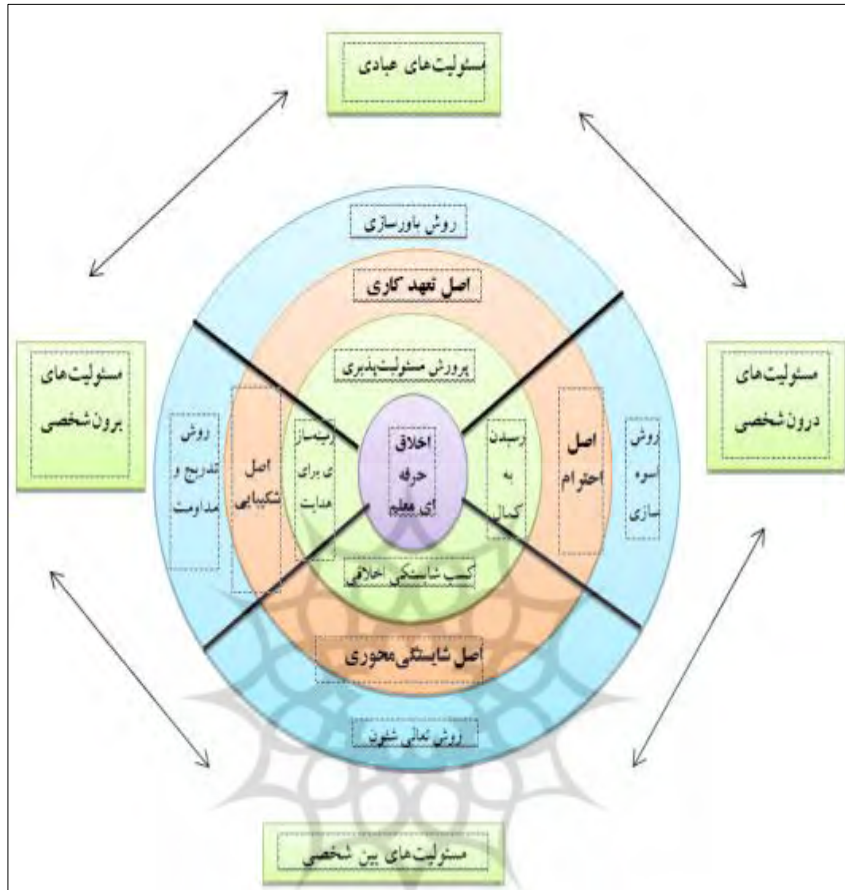 مسئولیت‌های عبادی
روش باورسازی
اصل تعهد کاری
پرورش مسئولیت‌پذیری
مسئولیت‌های
درون‌شخصی
روش
اسوه
سازی
اصل
احترام
رسیدن
به
کمال
اخلاق
حرفه
ای معلم
زمینه‌ساز
ی برای
هدایت
اصل
شکیبایی
روش
تدریج و
مداومت
مسئولیت‌های
برون‌شخصی
کسب شایستگی اخلاقی
اصل شایستگی‌محوری
روش تعالی شئون
مسئولیت‌های بین شخصی